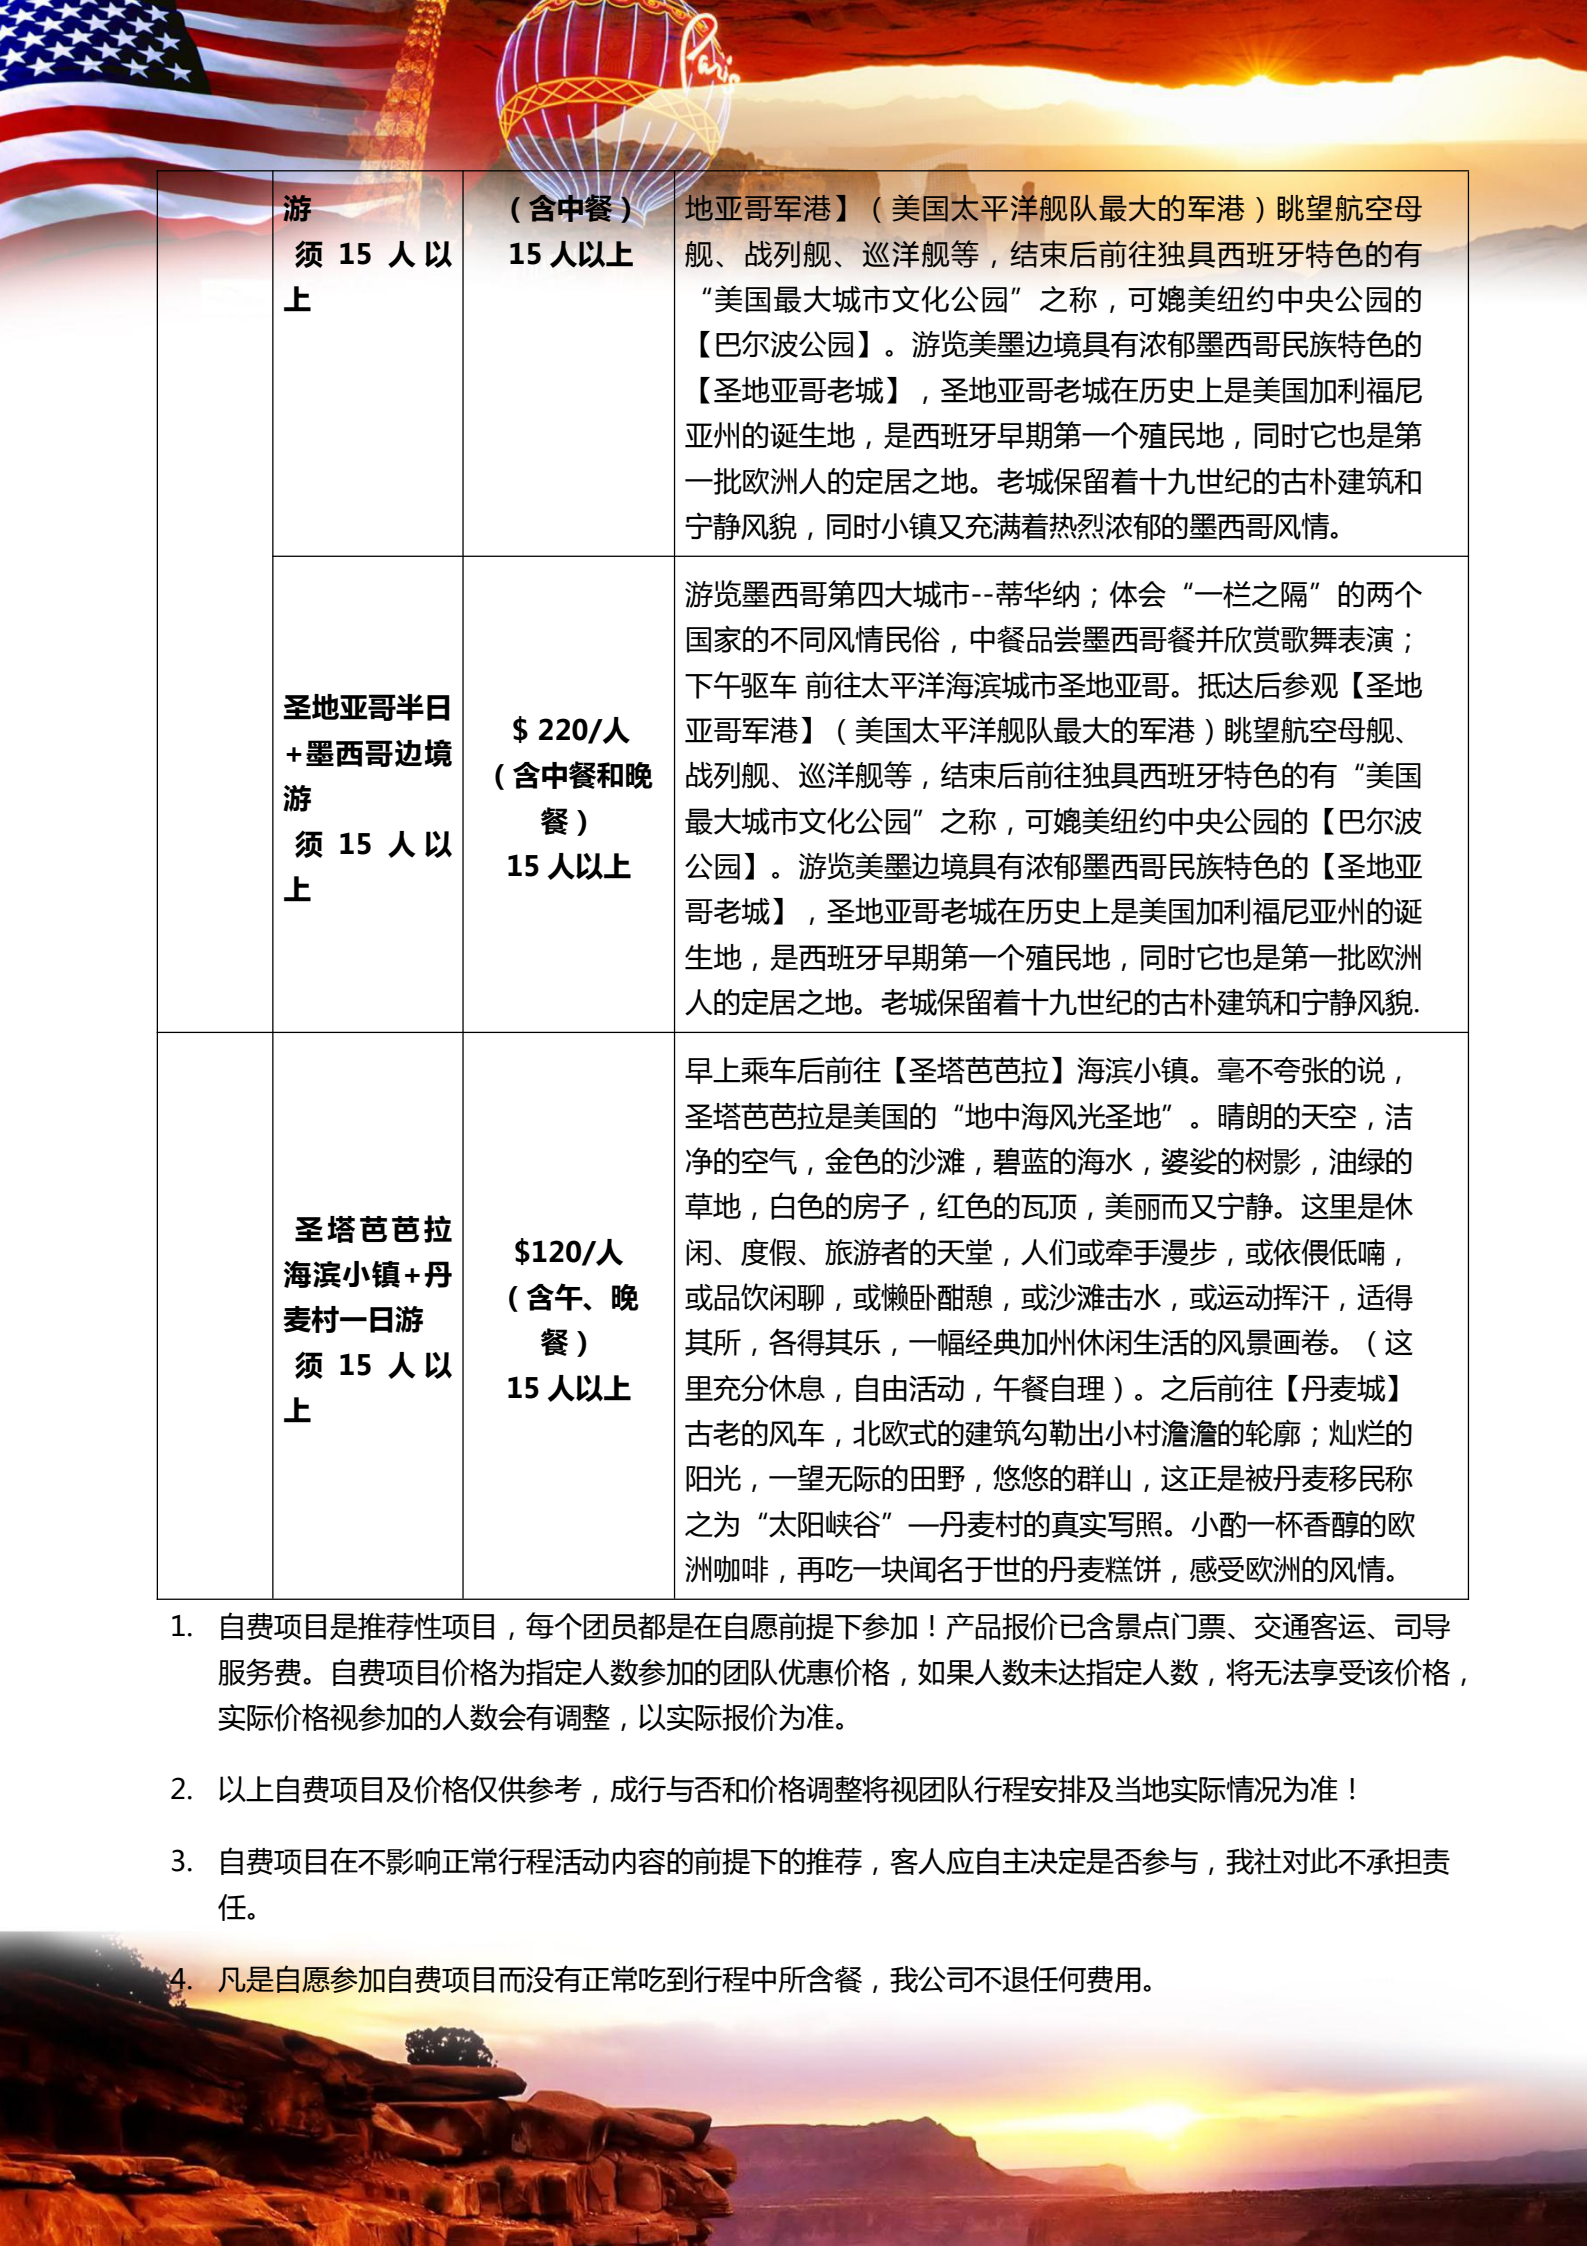 Paris
游
须 15 人以
上
（含中餐）
15 人以上
地亚哥军港】（美国太平洋舰队最大的军港）眺望航空母
舰、战列舰、巡洋舰等，结束后前往独具西班牙特色的有
“美国最大城市文化公园”之称，可媲美纽约中央公园的
【巴尔波公园】。游览美墨边境具有浓郁墨西哥民族特色的
【圣地亚哥老城】，圣地亚哥老城在历史上是美国加利福尼
亚州的诞生地，是西班牙早期第一个殖民地，同时它也是第
一批欧洲人的定居之地。老城保留着十九世纪的古朴建筑和
宁静风貌，同时小镇又充满着热烈浓郁的墨西哥风情。
圣地亚哥半日
+墨西哥边境
游
须 15 人以
上
$ 220/人
（含中餐和晚
餐）
15 人以上
游览墨西哥第四大城市--蒂华纳；体会“一栏之隔”的两个
国家的不同风情民俗，中餐品尝墨西哥餐并欣赏歌舞表演；
下午驱车 前往太平洋海滨城市圣地亚哥。抵达后参观【圣地
亚哥军港】（美国太平洋舰队最大的军港）眺望航空母舰、
战列舰、巡洋舰等，结束后前往独具西班牙特色的有“美国
最大城市文化公园”之称，可媲美纽约中央公园的【巴尔波
公园】。游览美墨边境具有浓郁墨西哥民族特色的【圣地亚
哥老城】，圣地亚哥老城在历史上是美国加利福尼亚州的诞
生地，是西班牙早期第一个殖民地，同时它也是第一批欧洲
人的定居之地。老城保留着十九世纪的古朴建筑和宁静风貌.
圣塔芭芭拉
海滨小镇+丹
麦村一日游
须 15 人以
上
$120/人
（含午、晚
餐）
15 人以上
早上乘车后前往【圣塔芭芭拉】海滨小镇。毫不夸张的说，
圣塔芭芭拉是美国的“地中海风光圣地”。晴朗的天空，洁
净的空气，金色的沙滩，碧蓝的海水，婆娑的树影，油绿的
草地，白色的房子，红色的瓦顶，美丽而又宁静。这里是休
闲、度假、旅游者的天堂，人们或牵手漫步，或依偎低喃，
或品饮闲聊，或懒卧酣憩，或沙滩击水，或运动挥汗，适得
其所，各得其乐，一幅经典加州休闲生活的风景画卷。（这
里充分休息，自由活动，午餐自理）。之后前往【丹麦城】
古老的风车，北欧式的建筑勾勒出小村澹澹的轮廓；灿烂的
阳光，一望无际的田野，悠悠的群山，这正是被丹麦移民称
之为“太阳峡谷”—丹麦村的真实写照。小酌一杯香醇的欧
洲咖啡，再吃一块闻名于世的丹麦糕饼，感受欧洲的风情。
1. 自费项目是推荐性项目，每个团员都是在自愿前提下参加！产品报价已含景点门票、交通客运、司导
服务费。自费项目价格为指定人数参加的团队优惠价格，如果人数未达指定人数，将无法享受该价格，
实际价格视参加的人数会有调整，以实际报价为准。
2. 以上自费项目及价格仅供参考，成行与否和价格调整将视团队行程安排及当地实际情况为准！
3. 自费项目在不影响正常行程活动内容的前提下的推荐，客人应自主决定是否参与，我社对此不承担责
任。
4. 凡是自愿参加自费项目而没有正常吃到行程中所含餐，我公司不退任何费用。